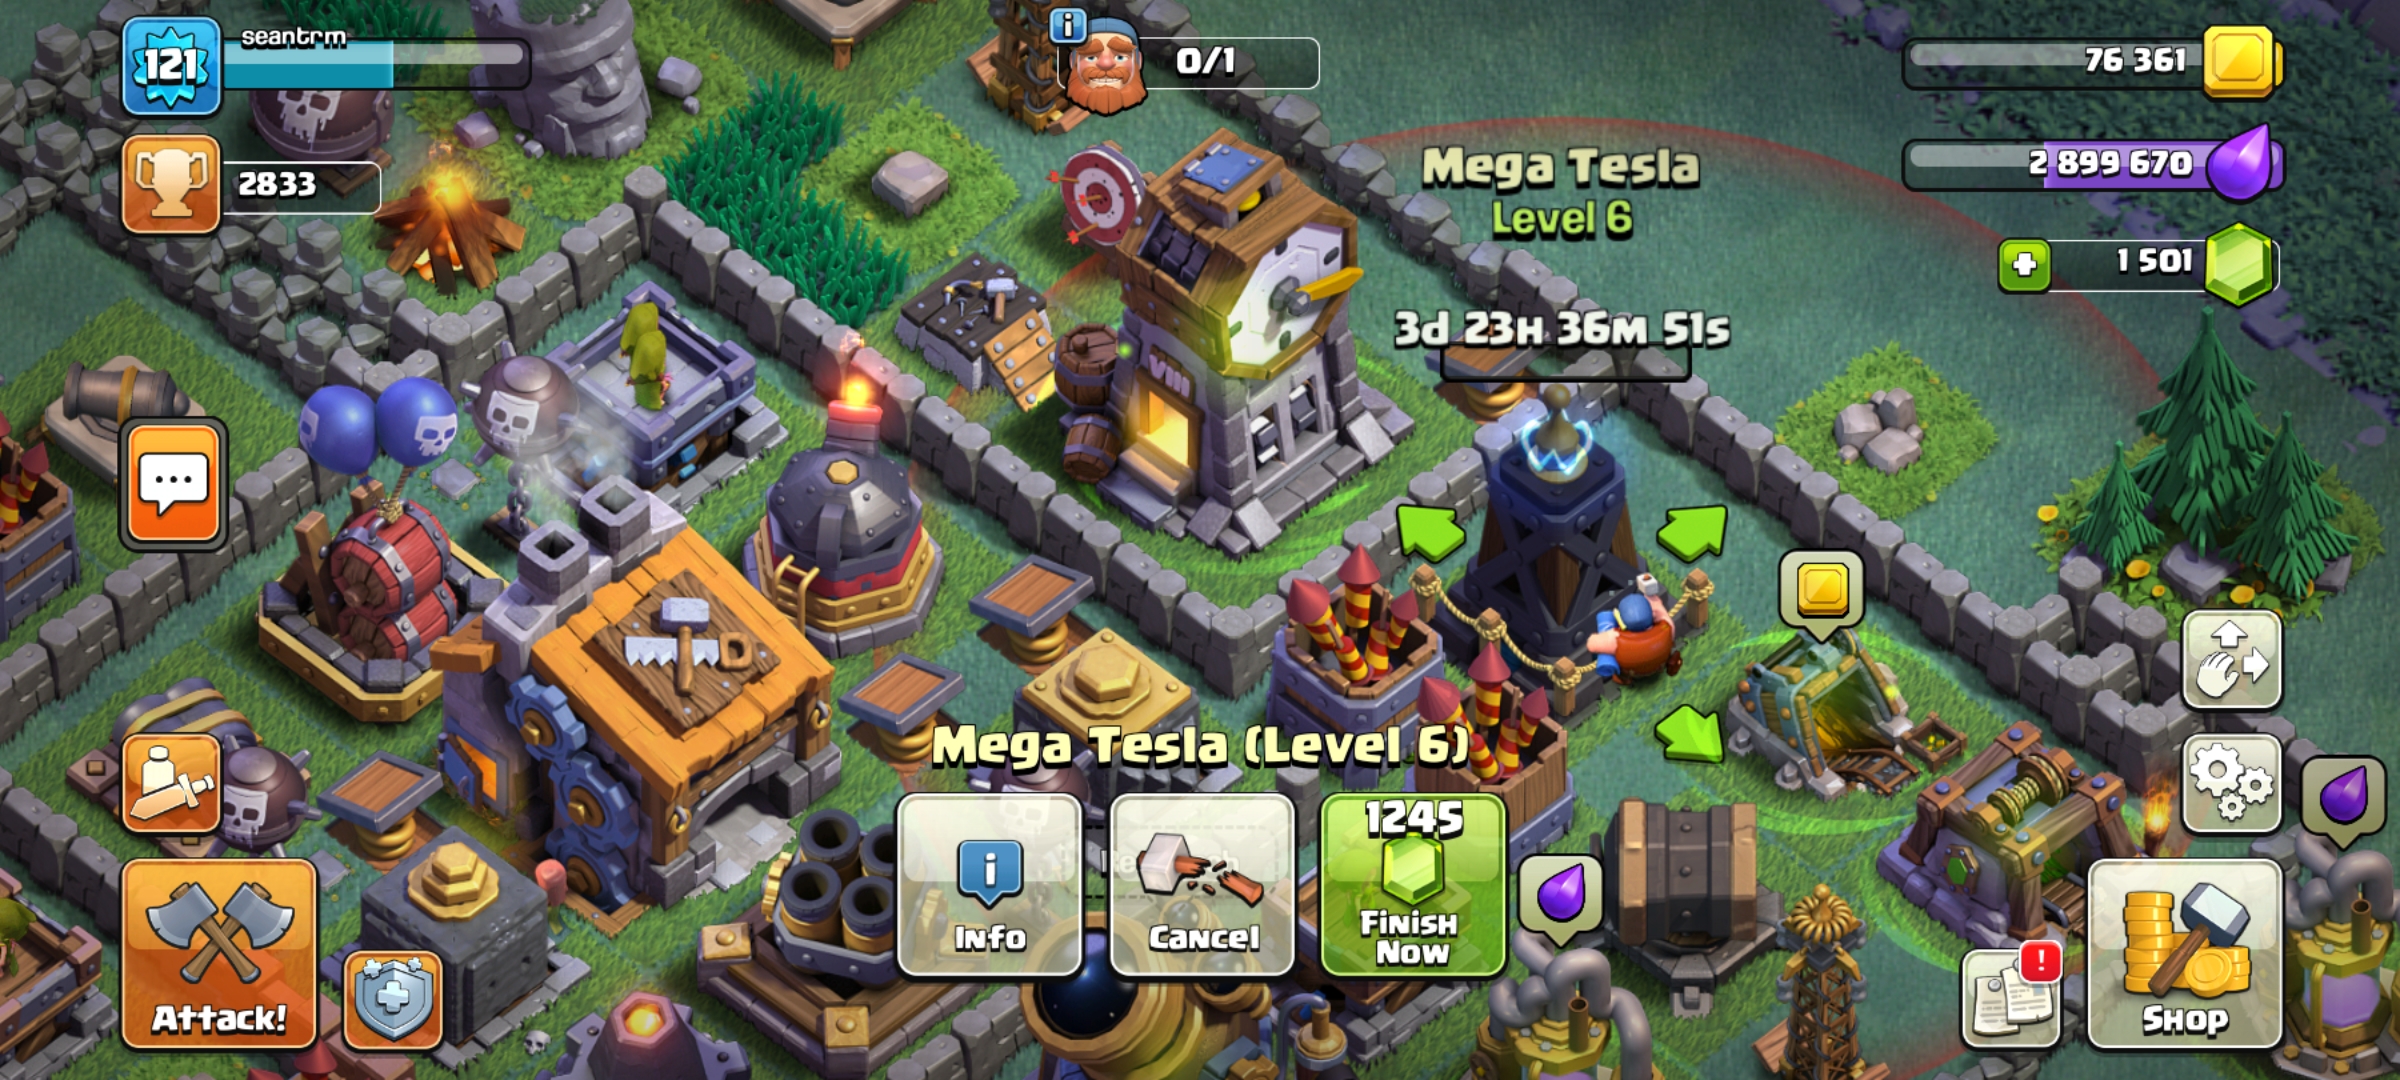 121
seantrm
0/1
76 361
2833
2 899 670
1 501
Mega Tesla
Level 6
3d 23H 36M 51s
VIII
Mega Tesla (Level 6)
Info
Cancel
1245
Finish
Now
Attack!
!
Shop